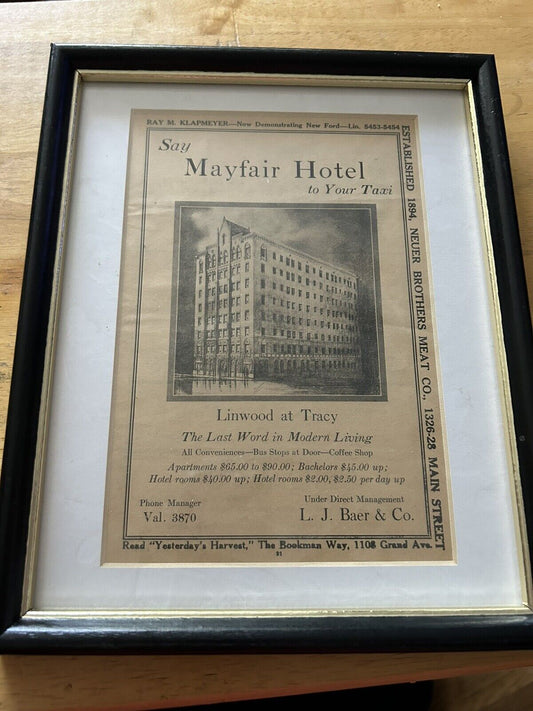 RAY M. KLAPMEYER—Now Demonstrating New Ford—Lin. 5453-5454
Say
Mayfair Hotel
to Your Taxi
Linwood at Tracy
The Last Word in Modern Living
All Conveniences—Bus Stops at Door—Coffee Shop
Apartments $65.00 to $90.00; Bachelors $45.00 up;
Hotel rooms $40.00 up; Hotel rooms $2.00, $2.50 per day up
Phone Manager
Val. 3870
Under Direct Management
L. J. Baer & Co.
ESTABLISHED 1894, NEUER BROTHERS MEAT CO., 1326-28 MAIN STREET
Read "Yesterday's Harvest," The Bookman Way, 1108 Grand Ave.
31